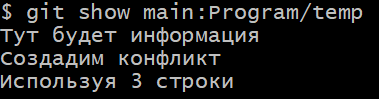 $ git show main:Program/temp
Тут будет информация
Создадим конфликт
Используя 3 строки